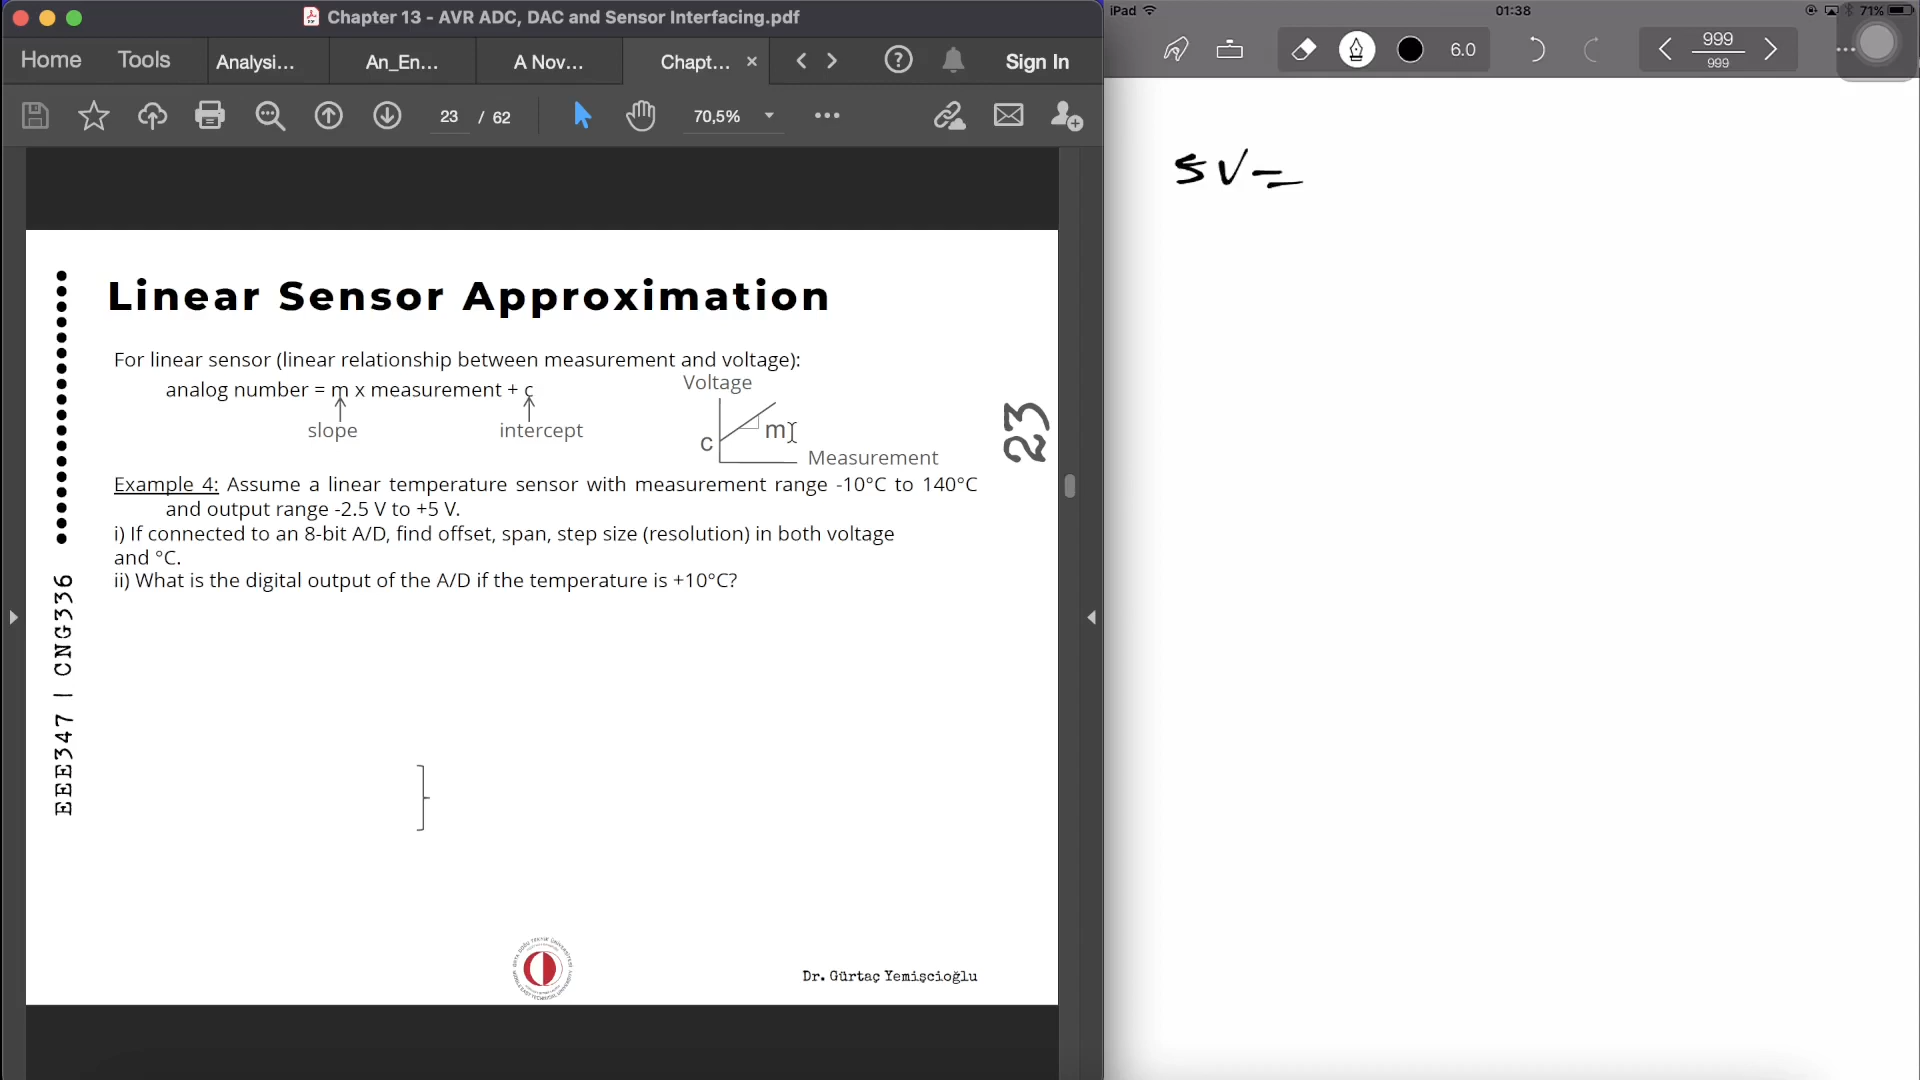 Chapter 13 - AVR ADC, DAC and Sensor Interfacing.pdf
Home Tools Analysi... An_En... A Nov... Chapt... × Sign In
23 / 62 70,5%
Linear Sensor Approximation
For linear sensor (linear relationship between measurement and voltage):
analog number = m x measurement + c
slope
intercept
Voltage
c
m
Measurement
23
Example 4: Assume a linear temperature sensor with measurement range -10°C to 140°C
and output range -2.5 V to +5 V.
i) If connected to an 8-bit A/D, find offset, span, step size (resolution) in both voltage
and °C.
ii) What is the digital output of the A/D if the temperature is +10°C?
EEE347 | CNG336
Dr. Gürtaç Yemişcioğlu
iPad 01:38 71%
6.0
999
999
5V=